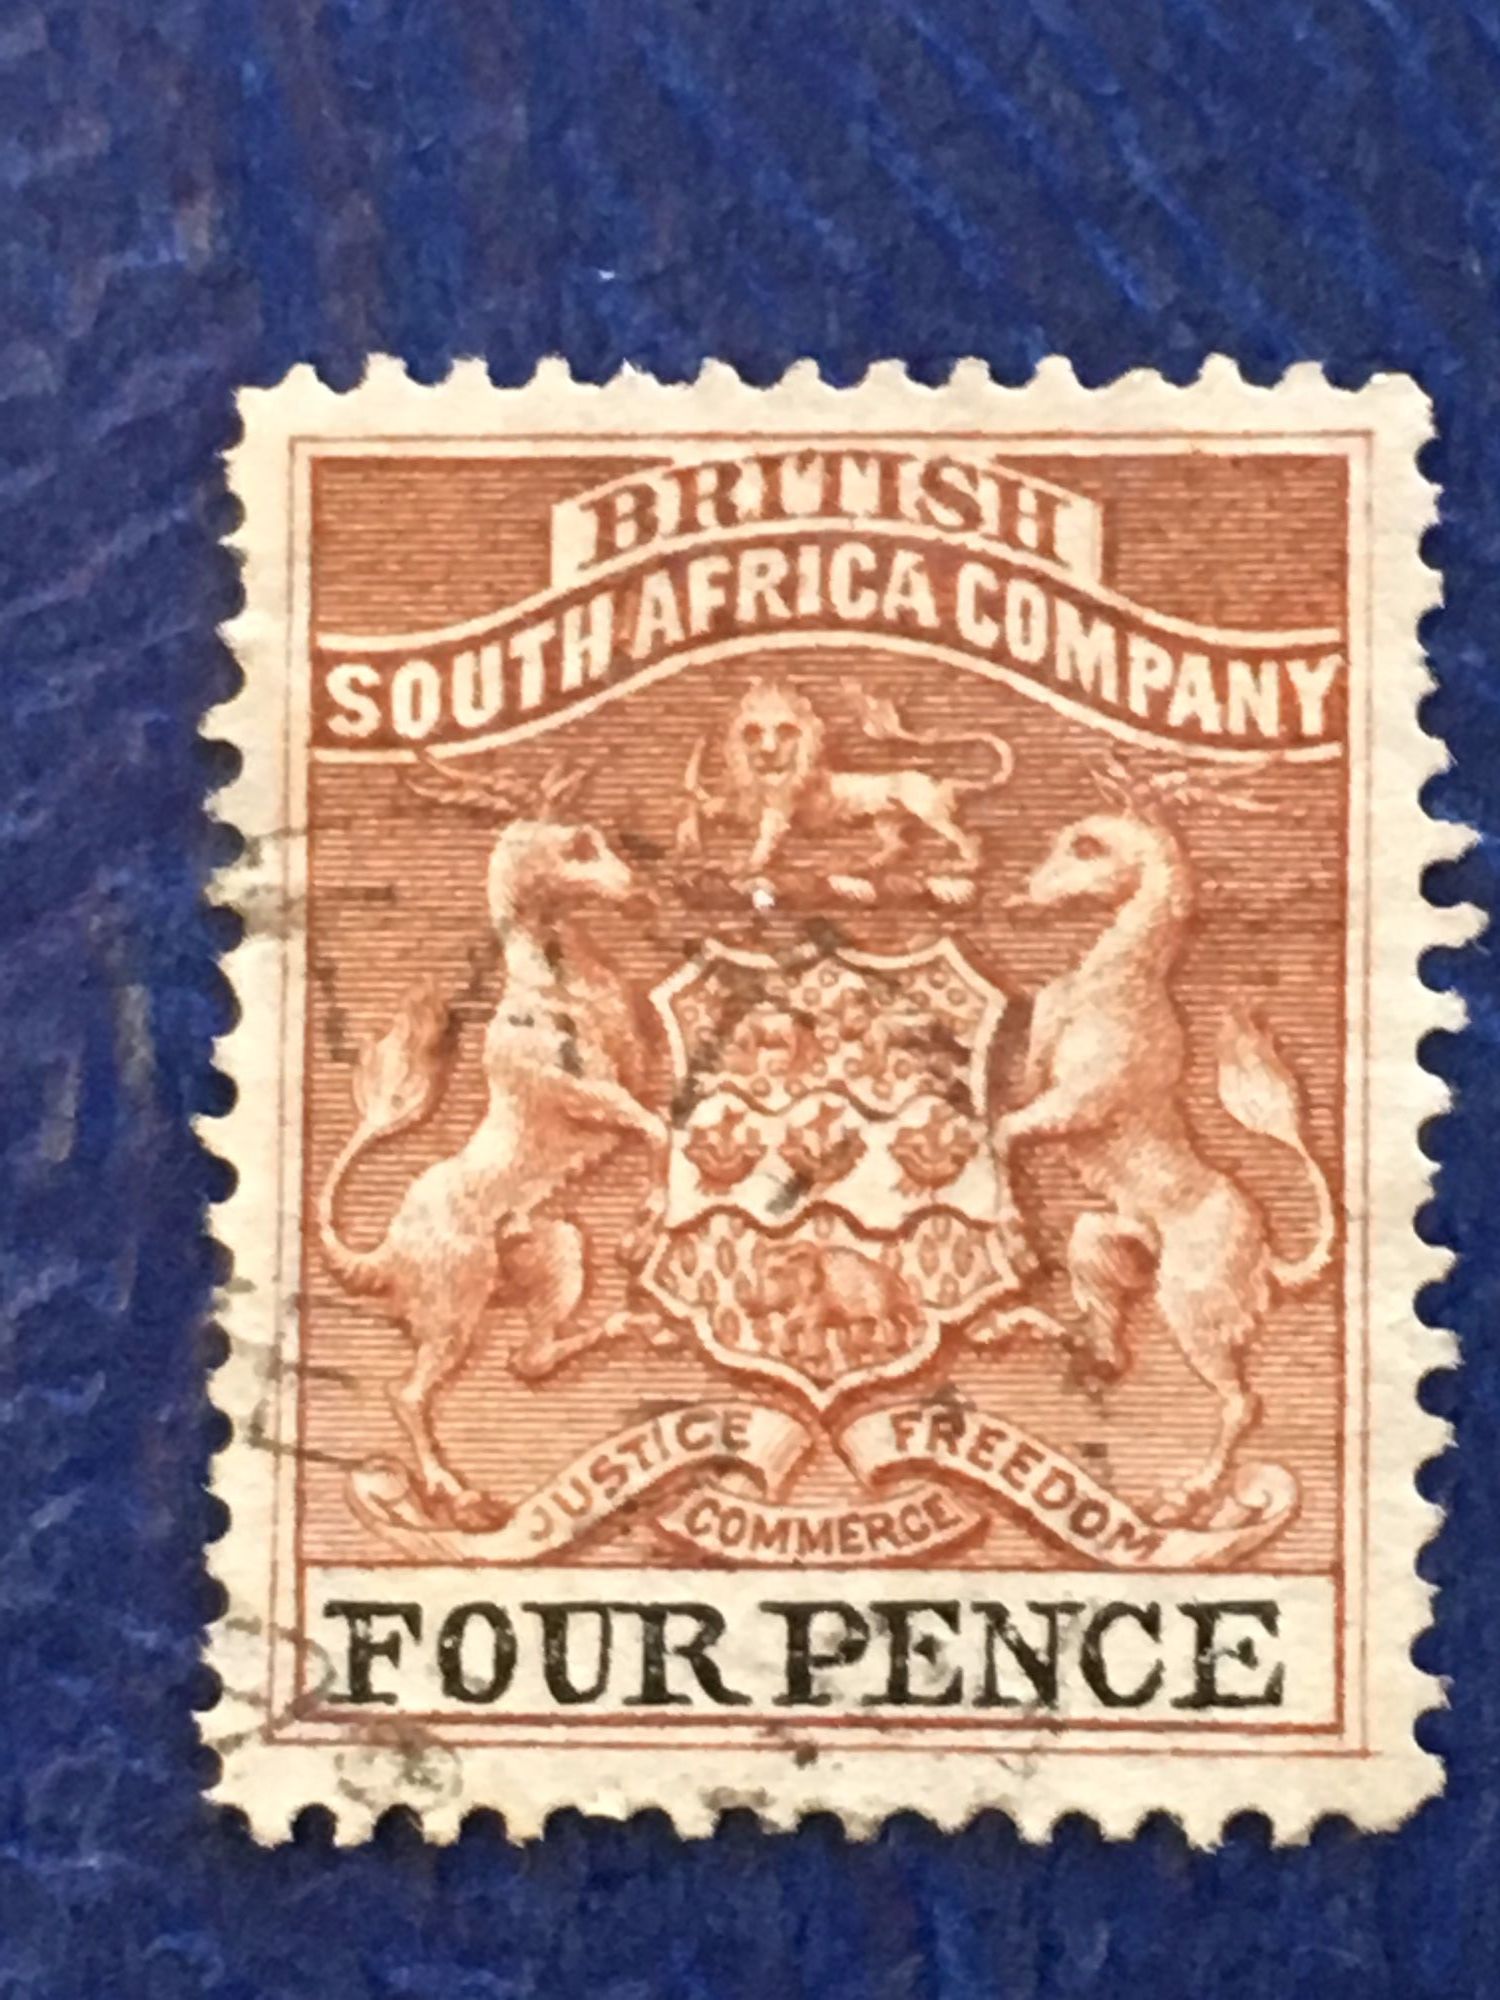 BRITISH
SOUTH AFRICA COMPANY
JUSTICE
FREEDOM
COMMERCE
FOUR PENCE